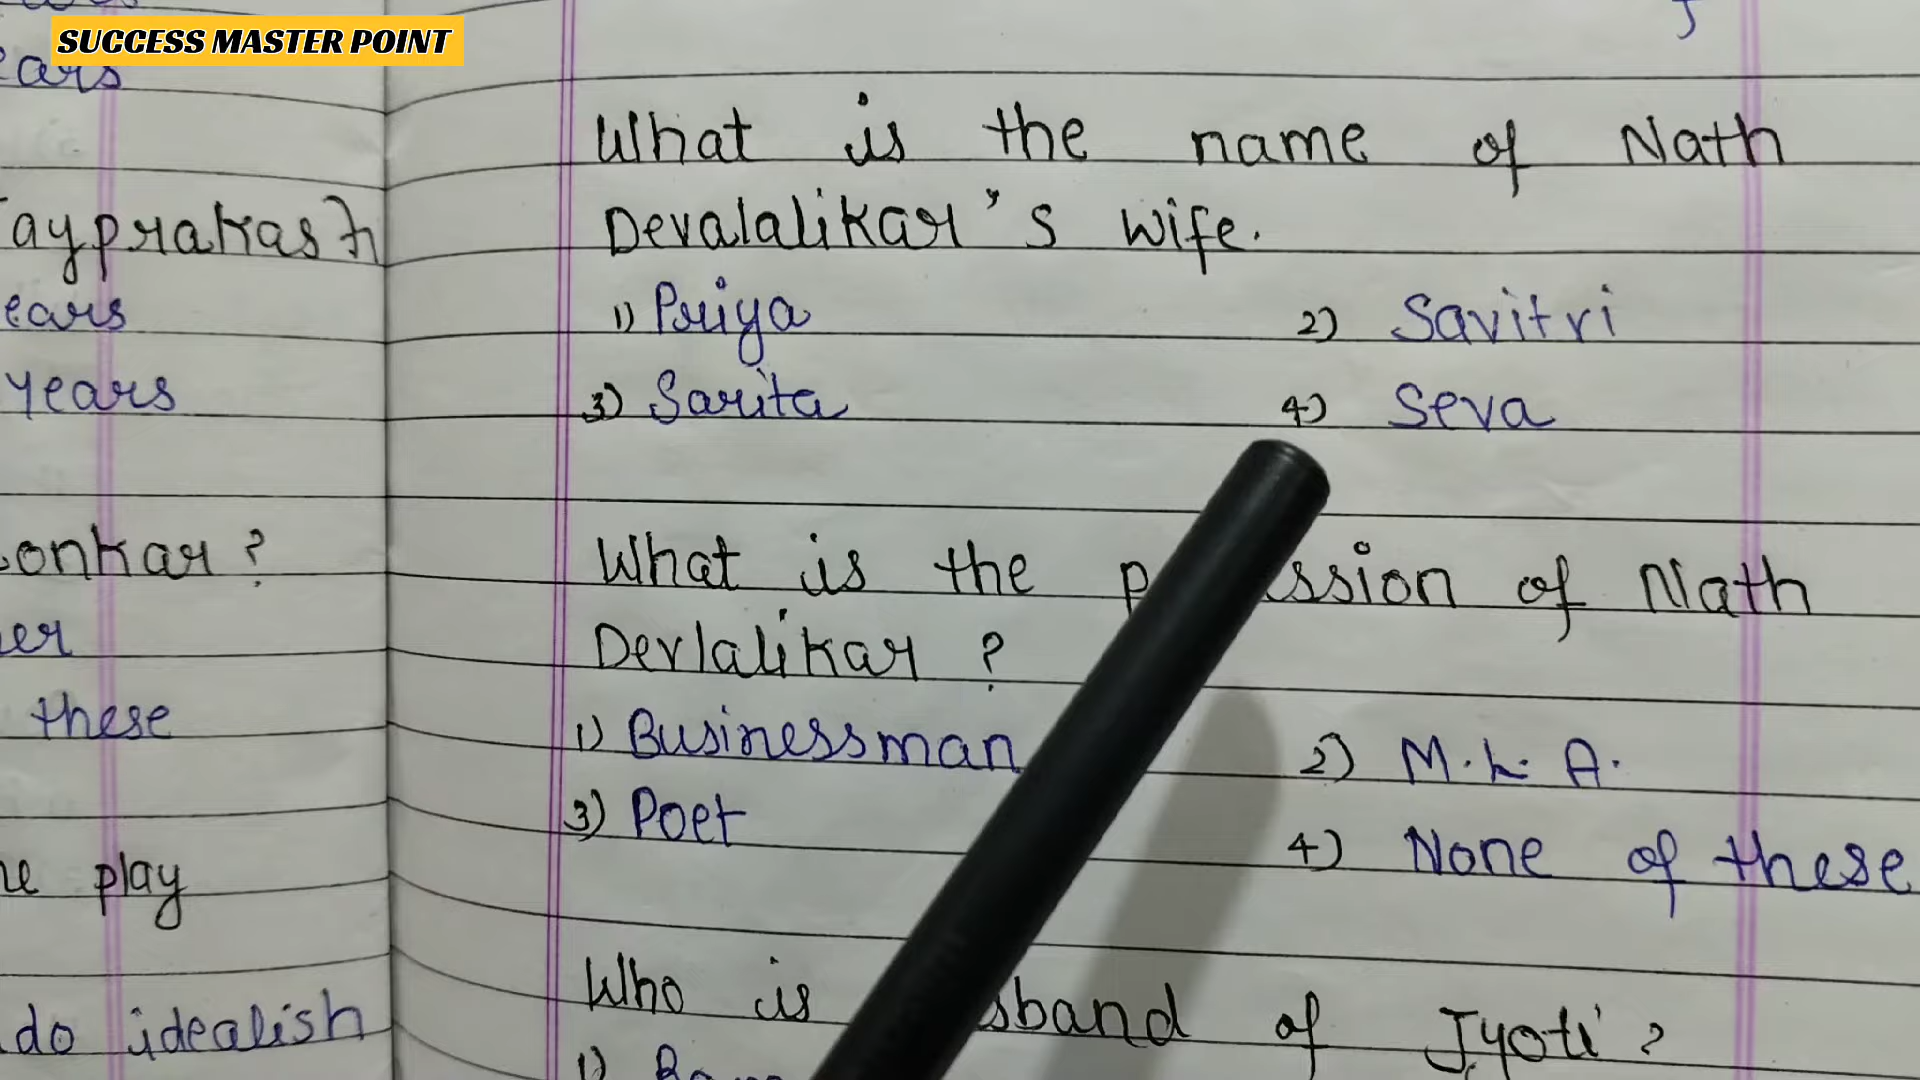 SUCCESS MASTER POINT
ears
ayprakash
ears
years
onkar ?
er
these
play
do idealish
What is the name of Nath
Devalalikar's wife.
1) Priya 2) Savitri
3) Sarita 4) Seva
What is the p ssion of Nath
Devlalikar ?
1) Businessman 2) M.L.A.
3) Poet 4) None of these
Who is sband of Jyoti ?
1)